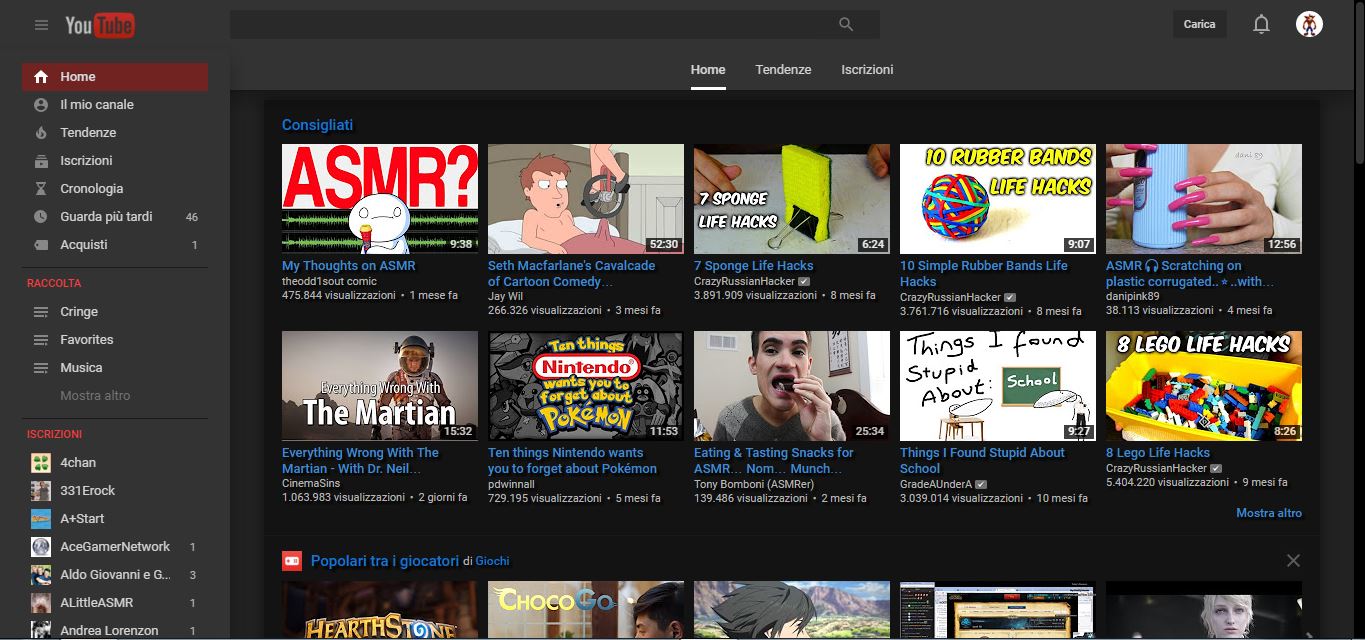 YouTube
Carica
Home
Tendenze
Iscrizioni
Home
Il mio canale
Tendenze
Iscrizioni
Cronologia
Guarda più tardi 46
Acquisti 1
RACCOLTA
Cringe
Favorites
Musica
Mostra altro
ISCRIZIONI
4chan
331Erock
A+Start
AceGamerNetwork 1
Aldo Giovanni e G... 3
ALittleASMR 1
Andrea Lorenzon 1
Consigliati
ASMR?
9:38
My Thoughts on ASMR
theodd1sout comic
475.844 visualizzazioni • 1 mese fa
52:30
Seth Macfarlane's Cavalcade
of Cartoon Comedy…
Jay Wil
266.326 visualizzazioni • 3 mesi fa
7 SPONGE
LIFE HACKS
6:24
7 Sponge Life Hacks
CrazyRussianHacker
3.891.909 visualizzazioni • 8 mesi fa
10 RUBBER BANDS
LIFE HACKS
9:07
10 Simple Rubber Bands Life
Hacks
CrazyRussianHacker
3.761.716 visualizzazioni • 8 mesi fa
dani 89
12:56
ASMR 🎧 Scratching on
plastic corrugated..⭐..with…
danipink89
38.113 visualizzazioni • 4 mesi fa
Everything Wrong With
The Martian
15:32
Everything Wrong With The
Martian - With Dr. Neil…
CinemaSins
1.063.983 visualizzazioni • 2 giorni fa
Ten things
Nintendo
wants you to
forget about
POKéMON
11:53
Ten things Nintendo wants
you to forget about Pokémon
pdwinnall
729.195 visualizzazioni • 5 mesi fa
25:34
Eating & Tasting Snacks for
ASMR… Nom… Munch…
Tony Bomboni (ASMRer)
139.486 visualizzazioni • 2 mesi fa
Things I found
Stupid
About:
School
9:27
Things I Found Stupid About
School
GradeAUnderA
3.039.014 visualizzazioni • 10 mesi fa
8 LEGO LIFE HACKS
8:26
8 Lego Life Hacks
CrazyRussianHacker
5.404.220 visualizzazioni • 9 mesi fa
Mostra altro
Popolari tra i giocatori di Giochi
HEARTHSTONE
CHOCOGO